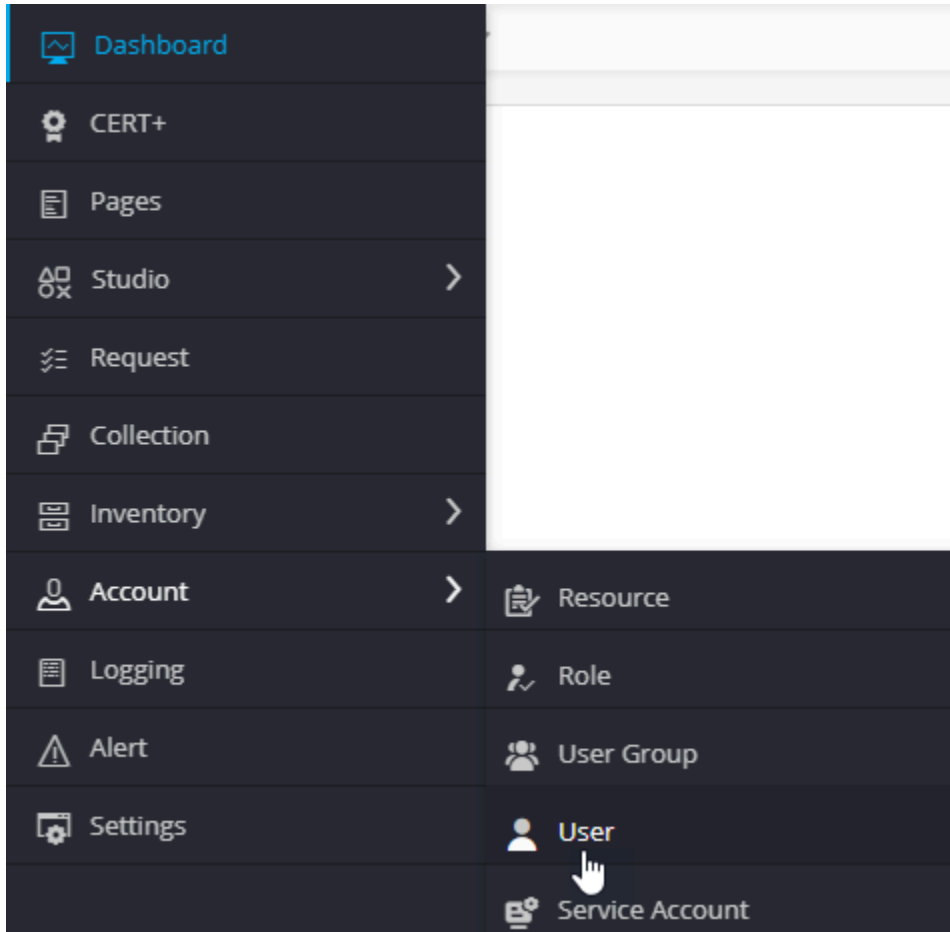 Dashboard
CERT+
Pages
Studio
Request
Collection
Inventory
Account
Logging
Alert
Settings
Resource
Role
User Group
User
Service Account